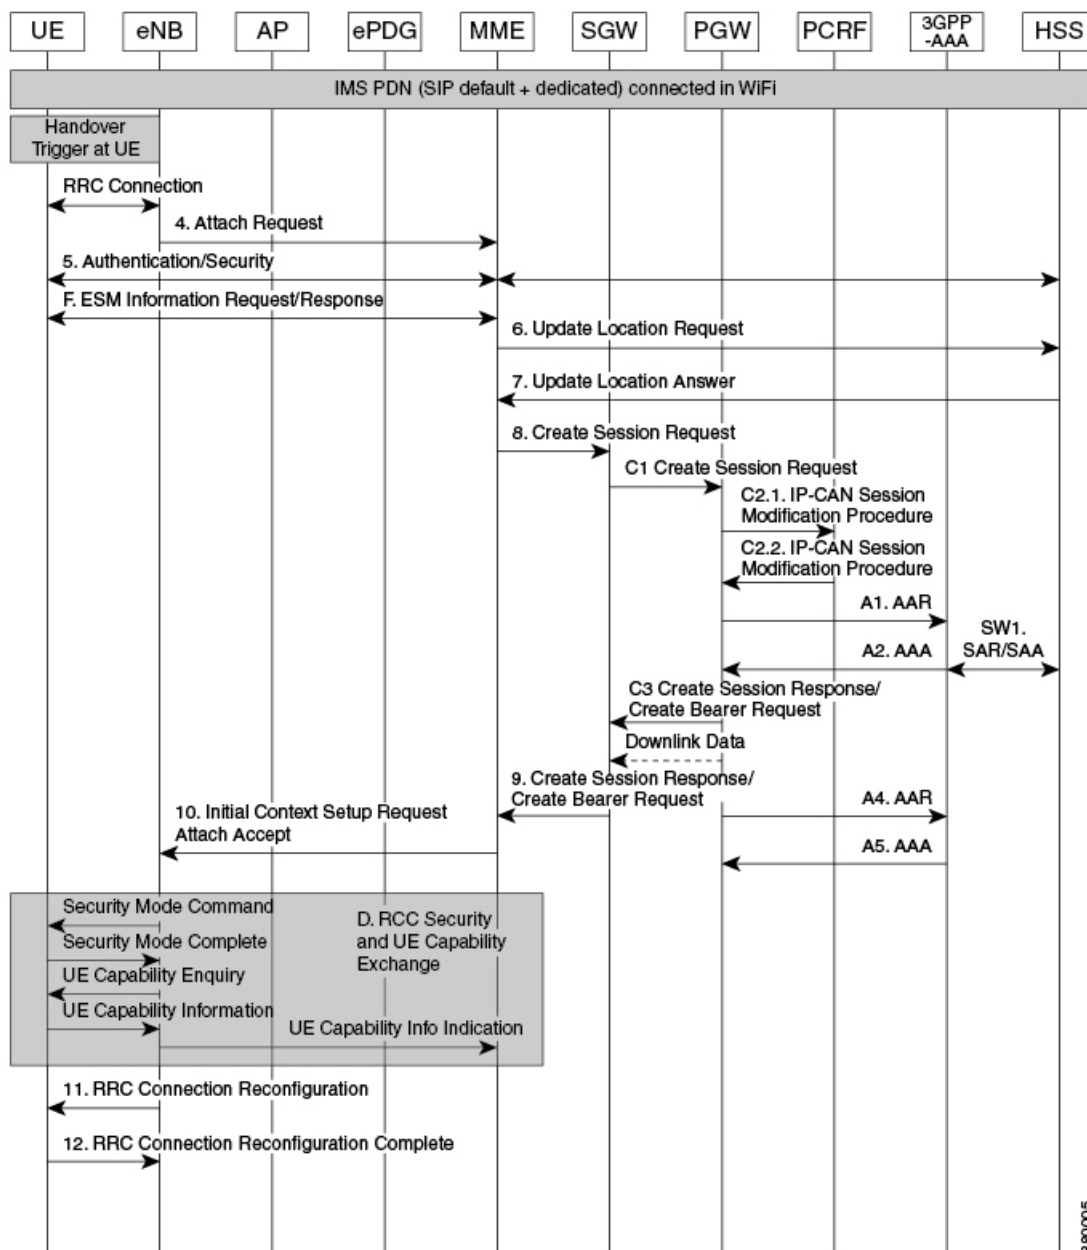 UE
eNB
AP
ePDG
MME
SGW
PGW
PCRF
3GPP
-AAA
HSS
IMS PDN (SIP default + dedicated) connected in WiFi
Handover
Trigger at UE
RRC Connection
4. Attach Request
5. Authentication/Security
F. ESM Information Request/Response
6. Update Location Request
7. Update Location Answer
8. Create Session Request
C1 Create Session Request
C2.1. IP-CAN Session
Modification Procedure
C2.2. IP-CAN Session
Modification Procedure
A1. AAR
SW1.
SAR/SAA
A2. AAA
C3 Create Session Response/
Create Bearer Request
Downlink Data
9. Create Session Response/
Create Bearer Request
A4. AAR
10. Initial Context Setup Request
Attach Accept
A5. AAA
Security Mode Command
D. RCC Security
and UE Capability
Exchange
Security Mode Complete
UE Capability Enquiry
UE Capability Information
UE Capability Info Indication
11. RRC Connection Reconfiguration
12. RRC Connection Reconfiguration Complete